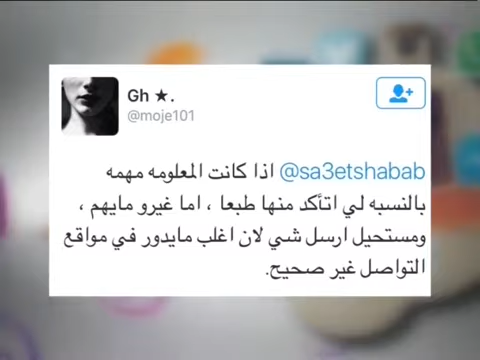 Gh ★.
@moje101
@sa3etshabab اذا كانت المعلومه مهمه
بالنسبه لي اتأكد منها طبعا ، اما غيرو مايهم ،
ومستحيل ارسل شي لان اغلب مايدور في مواقع
التواصل غير صحيح.